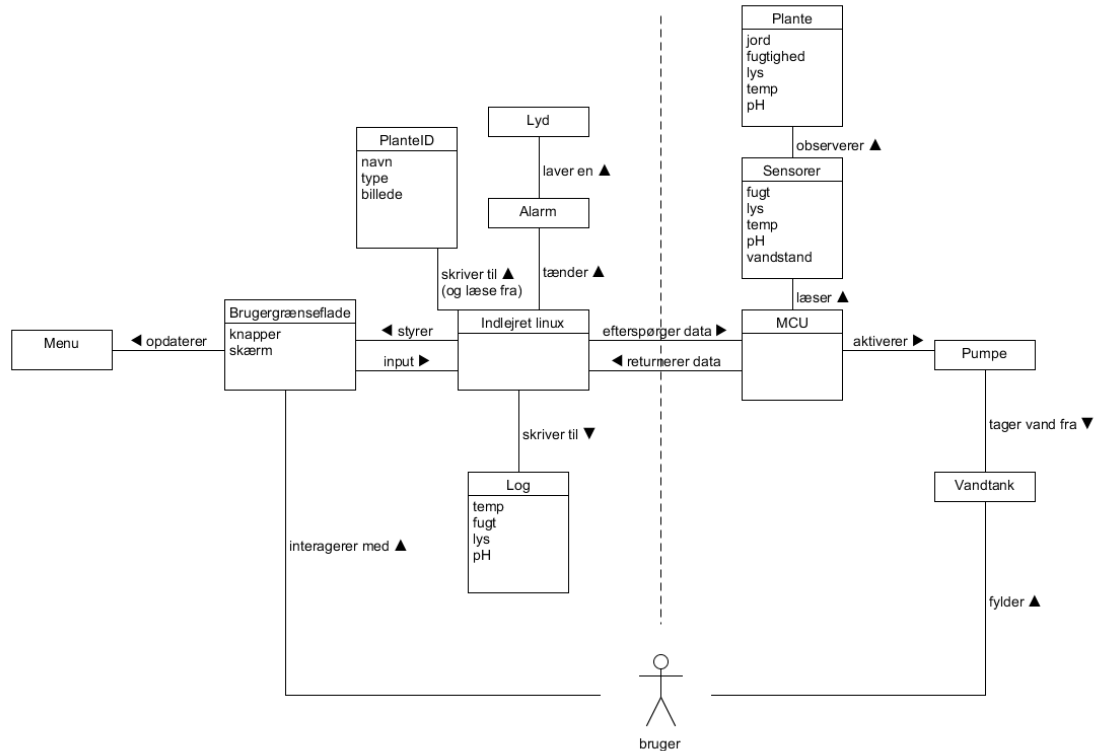 Plante
jord
fugtighed
lys
temp
pH
observerer ▲
Sensorer
fugt
lys
temp
pH
vandstand
læser ▲
Lyd
laver en ▲
Alarm
tænder ▲
PlanteID
navn
type
billede
skriver til ▲
(og læse fra)
Menu
◀ opdaterer
Brugergrænseflade
knapper
skærm
◀ styrer
input ▶
Indlejret linux
efterspørger data ▶
◀ returnerer data
MCU
aktiverer ▶
Pumpe
tager vand fra ▼
Vandtank
fylder ▲
skriver til ▼
Log
temp
fugt
lys
pH
interagerer med ▲
bruger